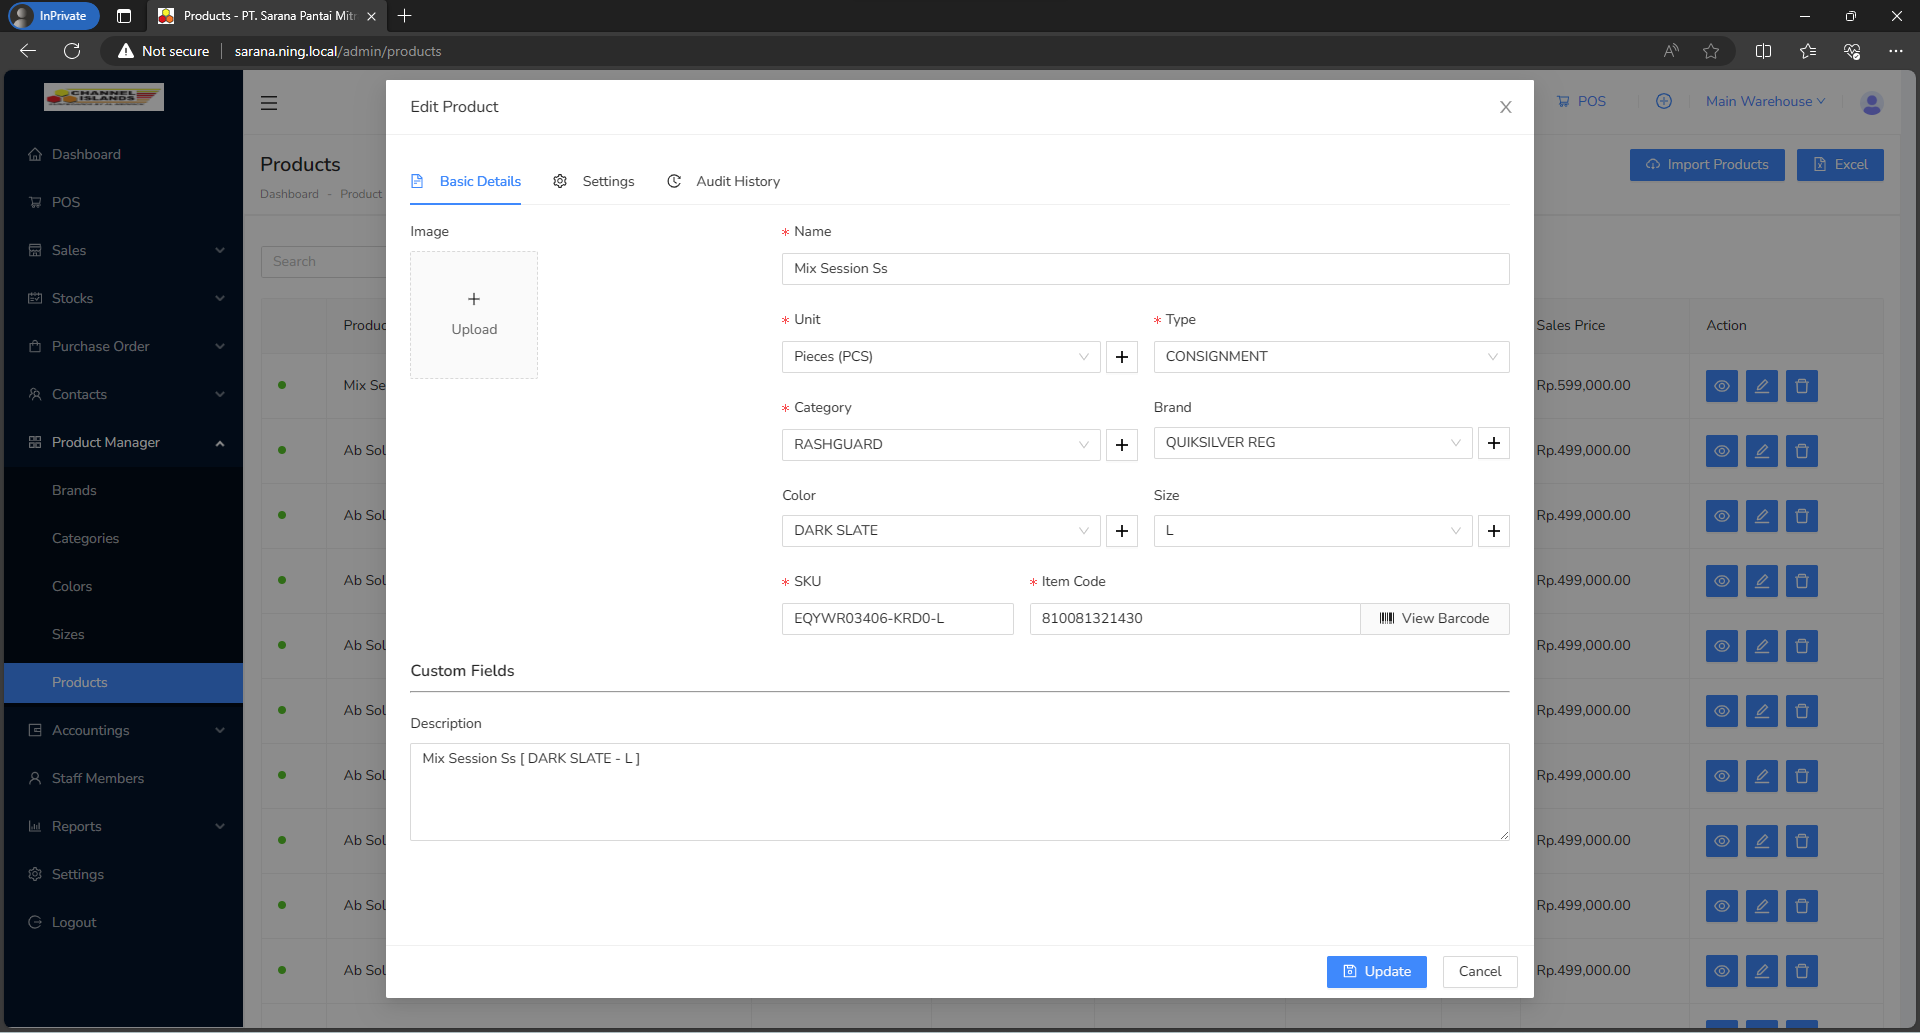 InPrivate
Products - PT. Sarana Pantai Mitr
Not secure
sarana.ning.local/admin/products
CHANNEL
ISLANDS
Dashboard
POS
Sales
Stocks
Purchase Order
Contacts
Product Manager
Brands
Categories
Colors
Sizes
Products
Accountings
Staff Members
Reports
Settings
Logout
POS
Main Warehouse
Products
Dashboard - Product
Import Products
Excel
Search
Produc
Sales Price
Action
Mix Se
Rp.599,000.00
Ab Sol
Rp.499,000.00
Ab Sol
Rp.499,000.00
Ab Sol
Rp.499,000.00
Ab Sol
Rp.499,000.00
Ab Sol
Rp.499,000.00
Ab Sol
Rp.499,000.00
Ab Sol
Rp.499,000.00
Ab Sol
Rp.499,000.00
Ab Sol
Rp.499,000.00
Edit Product
Basic Details
Settings
Audit History
Image
Upload
* Name
Mix Session Ss
* Unit
* Type
Pieces (PCS)
CONSIGNMENT
* Category
Brand
RASHGUARD
QUIKSILVER REG
Color
Size
DARK SLATE
L
* SKU
* Item Code
EQYWR03406-KRD0-L
810081321430
View Barcode
Custom Fields
Description
Mix Session Ss [ DARK SLATE - L ]
Update
Cancel